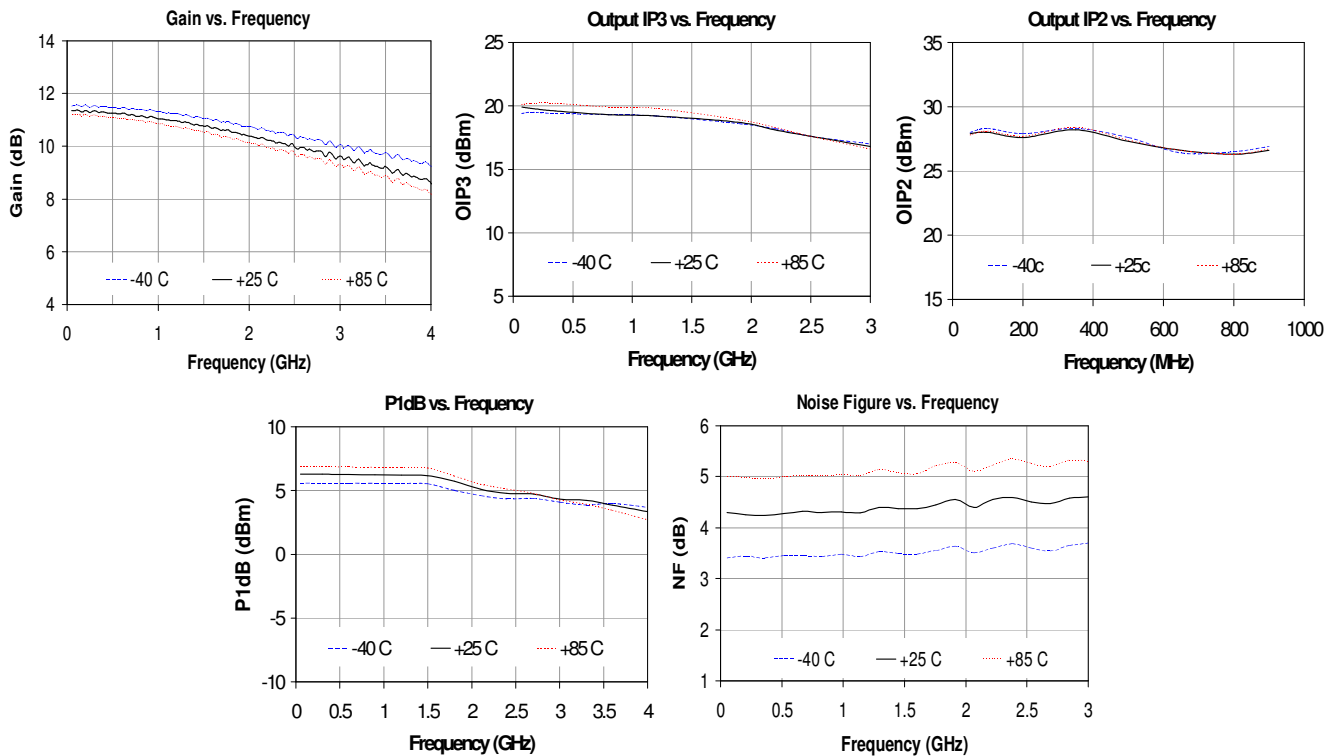 Gain vs. Frequency
14
12
10
8
6
4
Gain (dB)
-40 C
+25 C
+85 C
0
1
2
3
4
Frequency (GHz)
Output IP3 vs. Frequency
25
20
15
10
5
OIP3 (dBm)
-40 C
+25 C
+85 C
0
0.5
1
1.5
2
2.5
3
Frequency (GHz)
Output IP2 vs. Frequency
35
30
25
20
15
OIP2 (dBm)
-40c
+25c
+85c
0
200
400
600
800
1000
Frequency (MHz)
P1dB vs. Frequency
10
5
0
-5
-10
P1dB (dBm)
-40 C
+25 C
+85 C
0
0.5
1
1.5
2
2.5
3
3.5
4
Frequency (GHz)
Noise Figure vs. Frequency
6
5
4
3
2
1
NF (dB)
-40 C
+25 C
+85 C
0
0.5
1
1.5
2
2.5
3
Frequency (GHz)